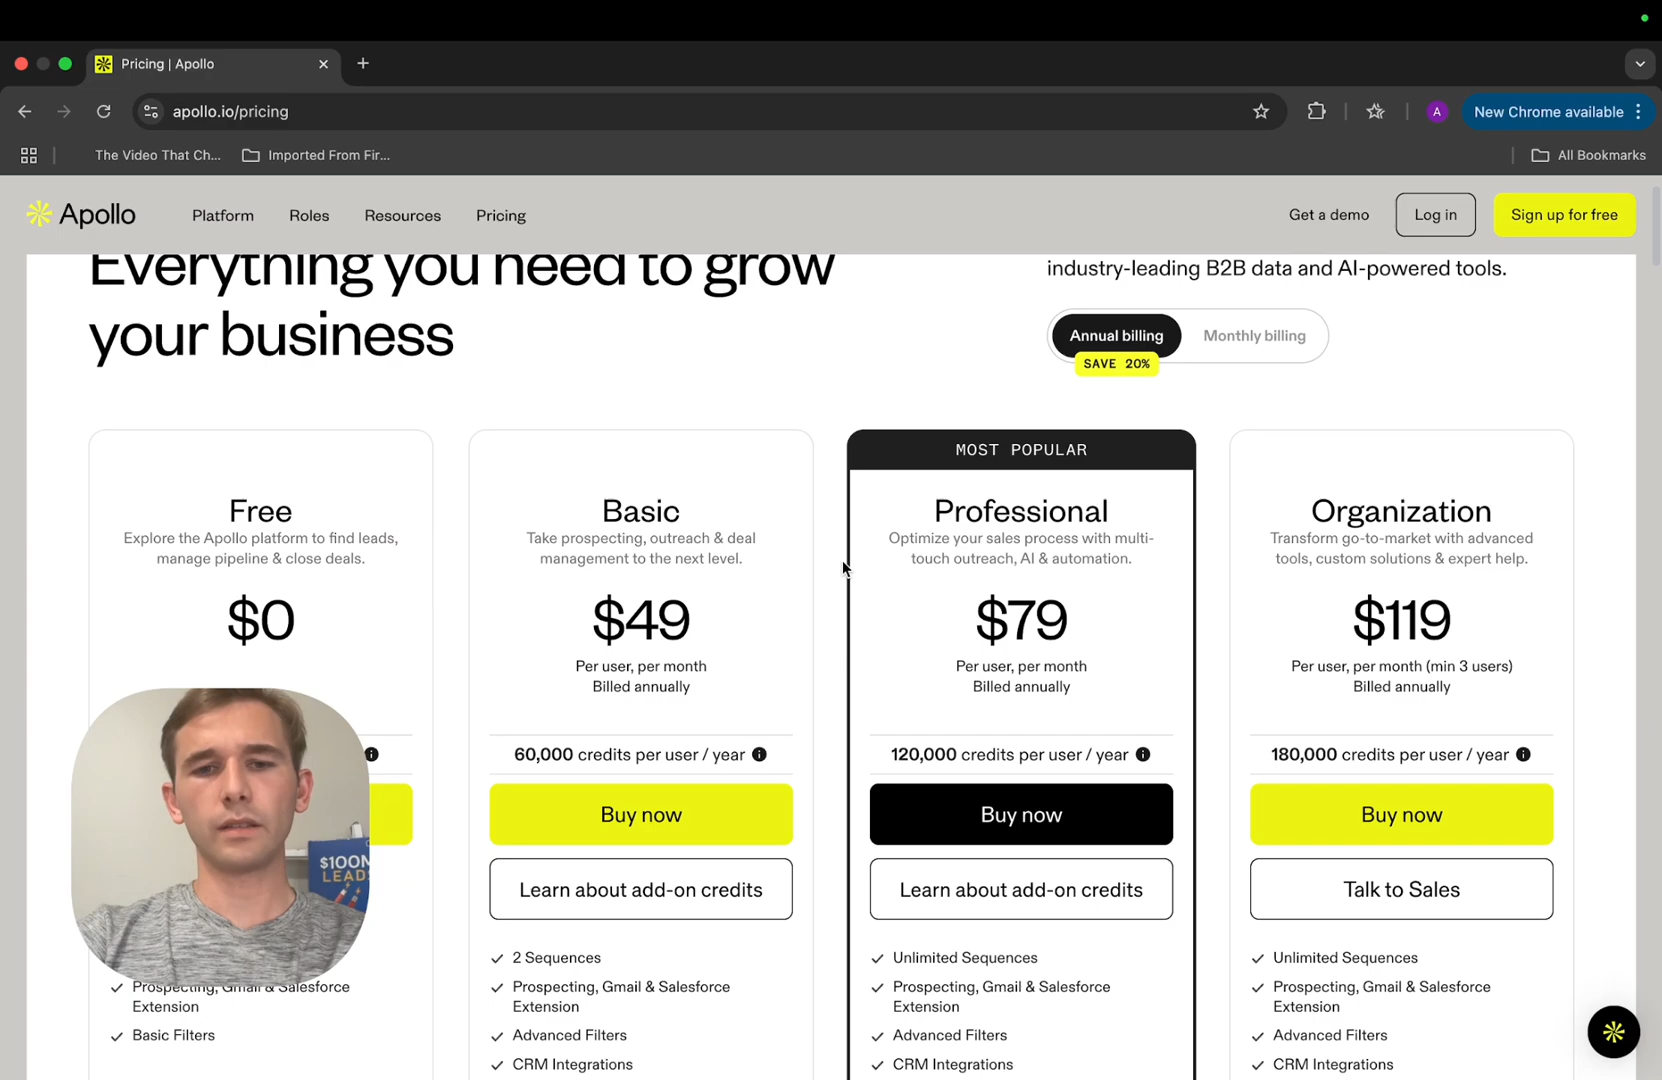 Pricing | Apollo
apollo.io/pricing
New Chrome available
A
The Video That Ch...
Imported From Fir...
All Bookmarks
Apollo
Platform
Roles
Resources
Pricing
Get a demo
Log in
Sign up for free
Everything you need to grow
your business
industry-leading B2B data and AI-powered tools.
Annual billing
Monthly billing
SAVE 20%
Free
Explore the Apollo platform to find leads,
manage pipeline & close deals.
$0
Prospecting, Gmail & Salesforce
Extension
Basic Filters
Basic
Take prospecting, outreach & deal
management to the next level.
$49
Per user, per month
Billed annually
60,000 credits per user / year
Buy now
Learn about add-on credits
2 Sequences
Prospecting, Gmail & Salesforce
Extension
Advanced Filters
CRM Integrations
MOST POPULAR
Professional
Optimize your sales process with multi-
touch outreach, AI & automation.
$79
Per user, per month
Billed annually
120,000 credits per user / year
Buy now
Learn about add-on credits
Unlimited Sequences
Prospecting, Gmail & Salesforce
Extension
Advanced Filters
CRM Integrations
Organization
Transform go-to-market with advanced
tools, custom solutions & expert help.
$119
Per user, per month (min 3 users)
Billed annually
180,000 credits per user / year
Buy now
Talk to Sales
Unlimited Sequences
Prospecting, Gmail & Salesforce
Extension
Advanced Filters
CRM Integrations
$100M
LEADS